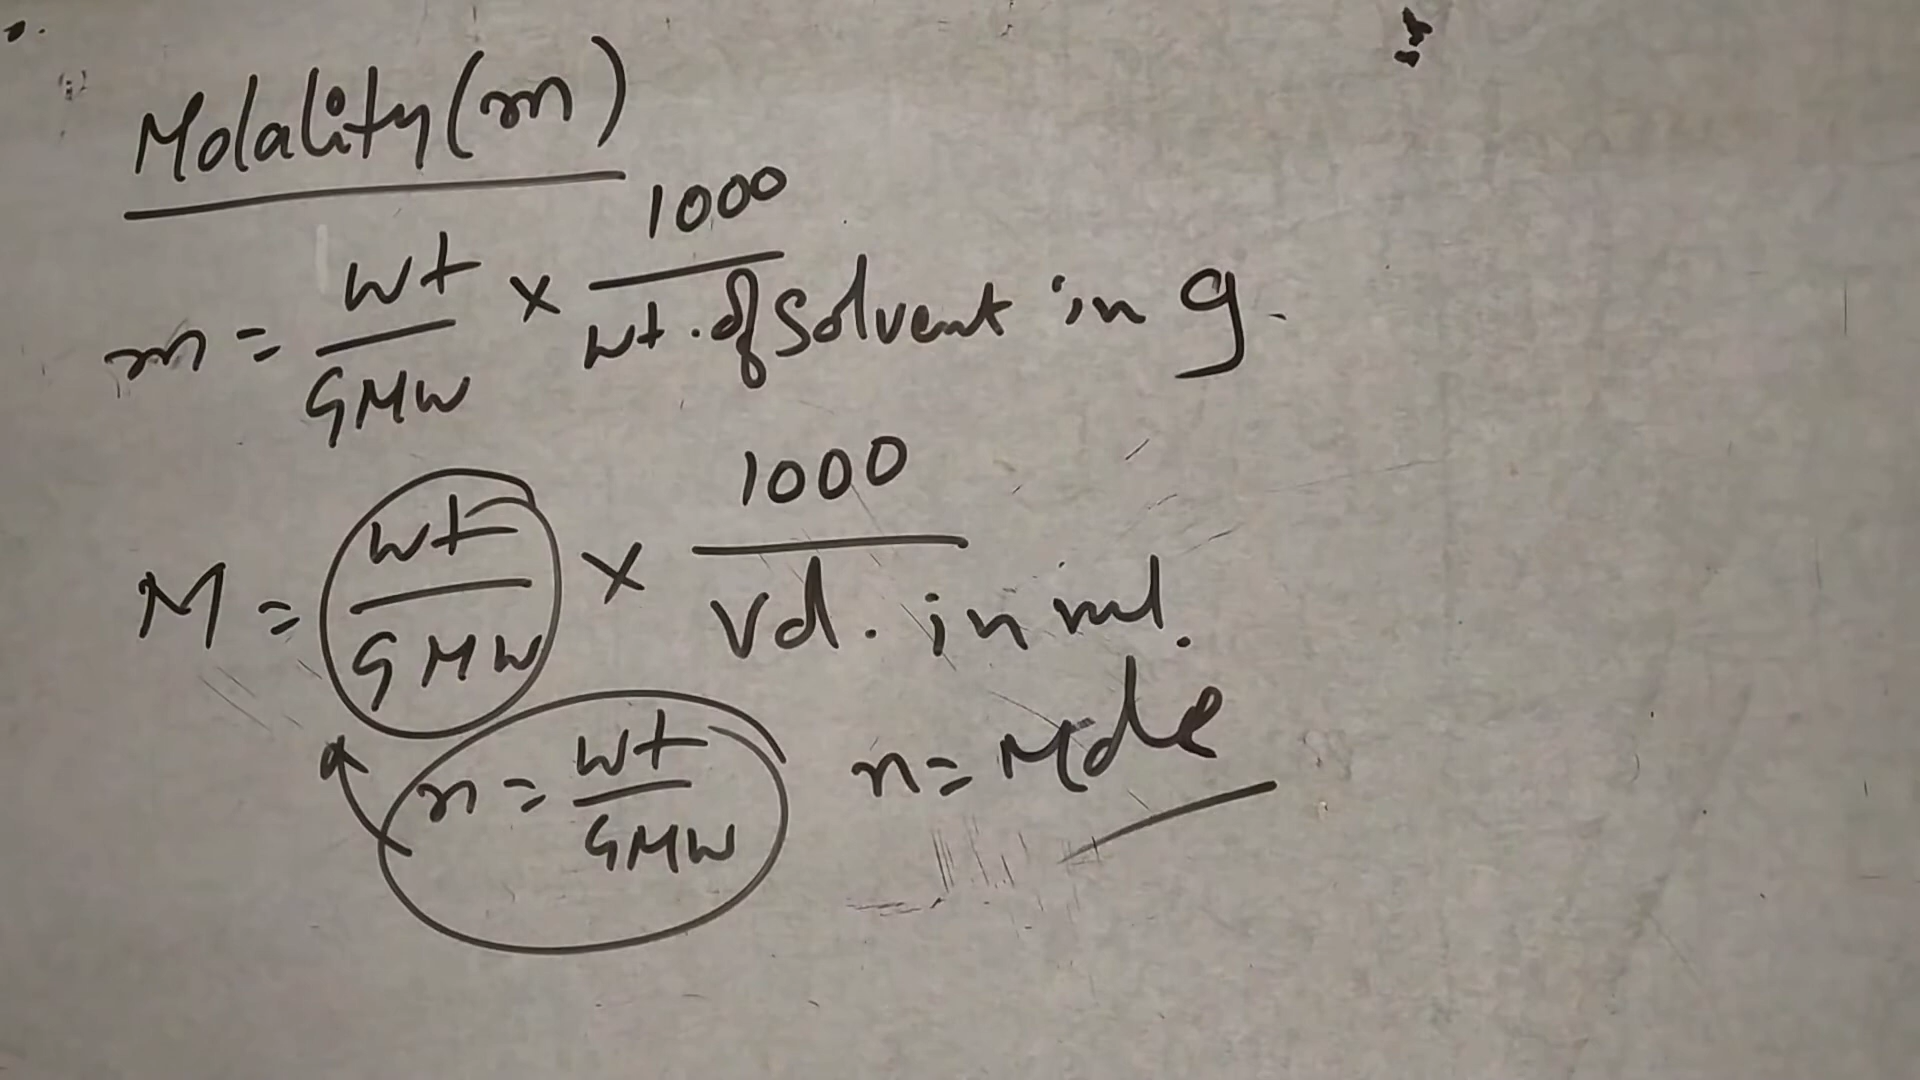 Molality (m)
m = wt/GMW × 1000/wt. of Solvent in g.
M = wt/GMW × 1000/Vol. in ml.
n = wt/GMW n = Mole